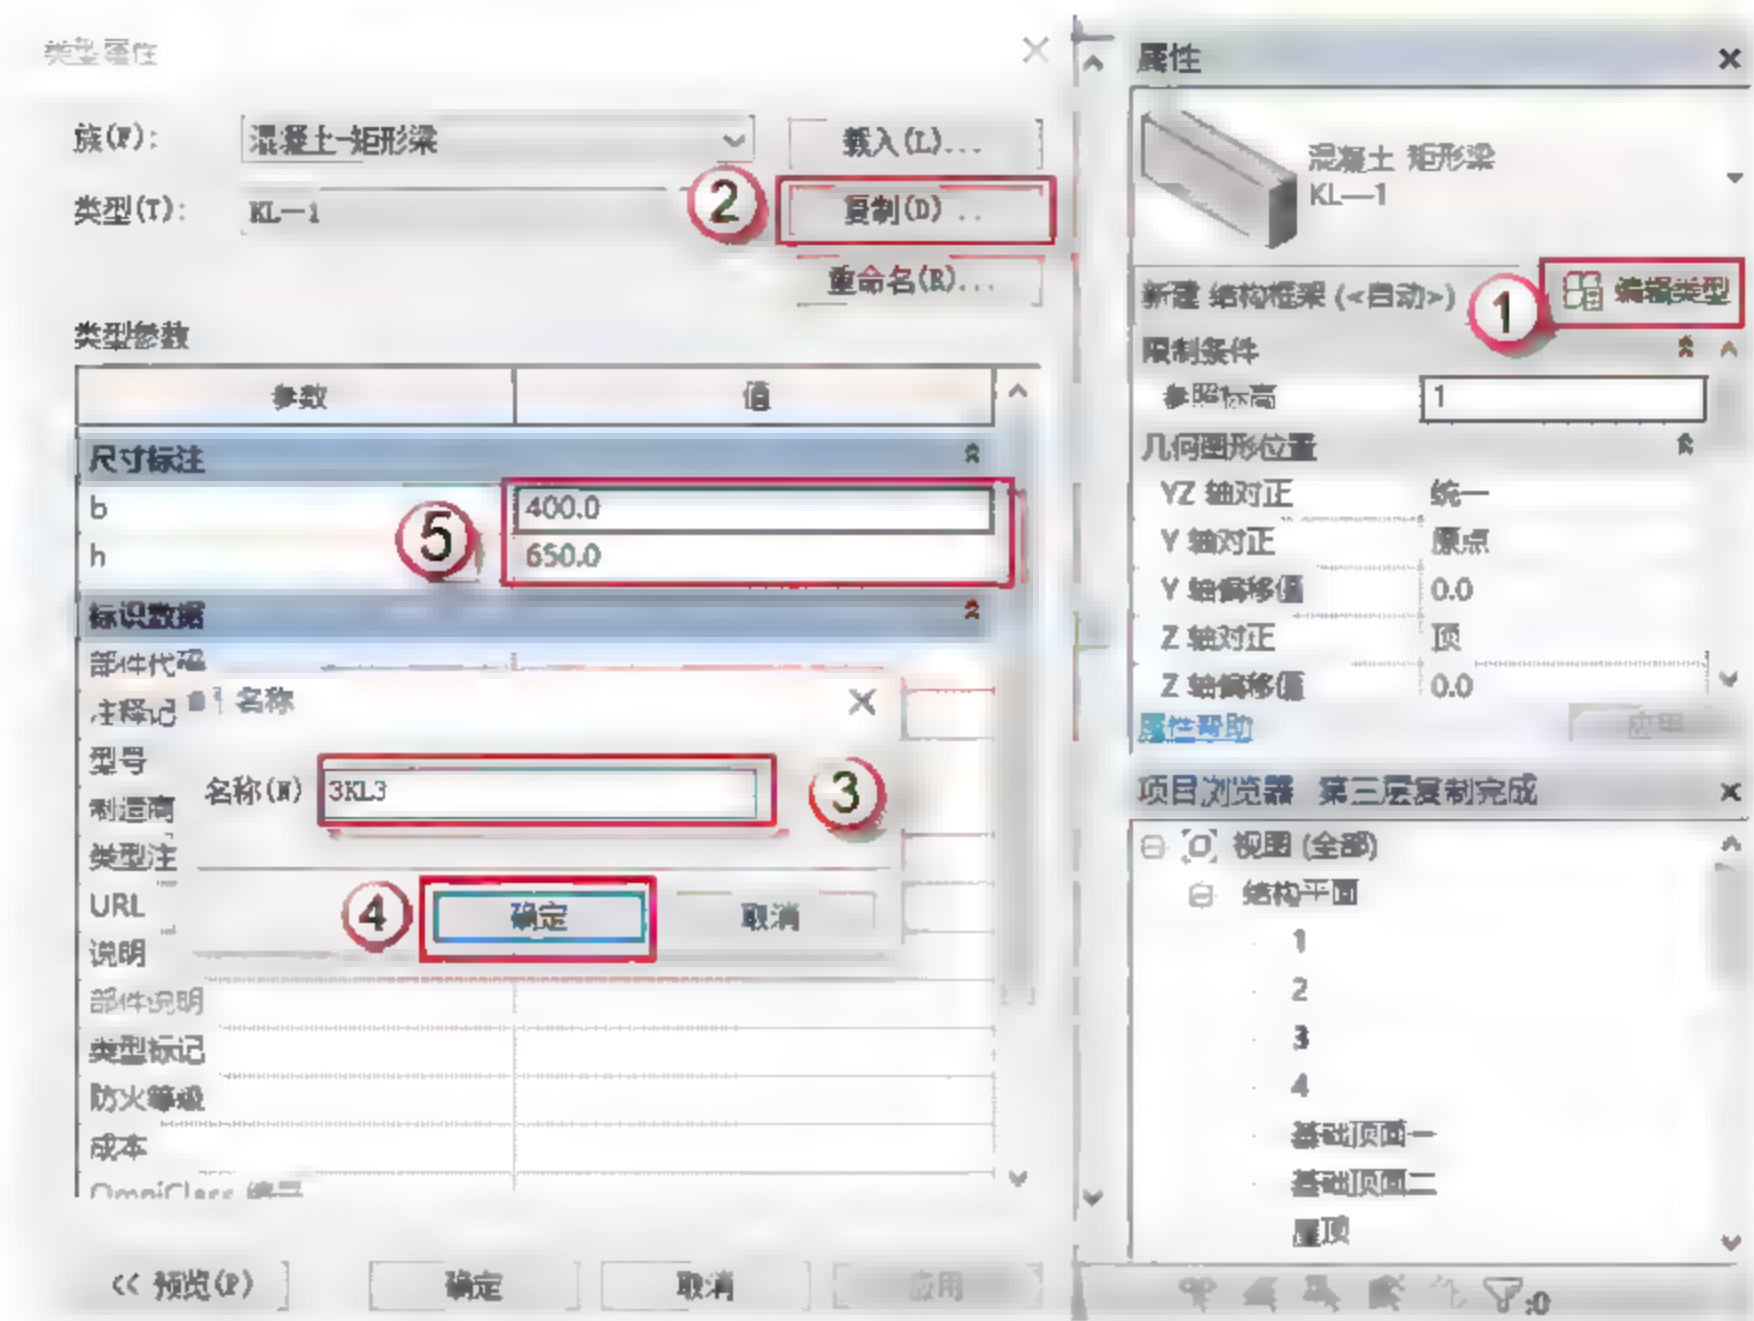 类型属性
族(F):
混凝土-矩形梁
载入(L)...
类型(T):
KL—1
②
复制(D)...
重命名(R)...
类型参数
参数
值
尺寸标注
b
400.0
⑤
h
650.0
标识数据
部件代码
注释记
名称
型号
名称(N)
3KL3
③
制造商
类型注
URL
④
确定
取消
说明
部件说明
类型标记
防火等级
成本
OmniClass 编号
<< 预览(P)
确定
取消
应用
属性
混凝土 矩形梁
KL—1
新建 结构框架 (<自动>)
①
编辑类型
限制条件
参照标高
1
几何图形位置
YZ 轴对正
统一
Y 轴对正
原点
Y 轴偏移值
0.0
Z 轴对正
顶
Z 轴偏移值
0.0
属性帮助
应用
项目浏览器 第三层复制完成
视图 (全部)
结构平面
1
2
3
4
基础顶面一
基础顶面二
屋顶
:0